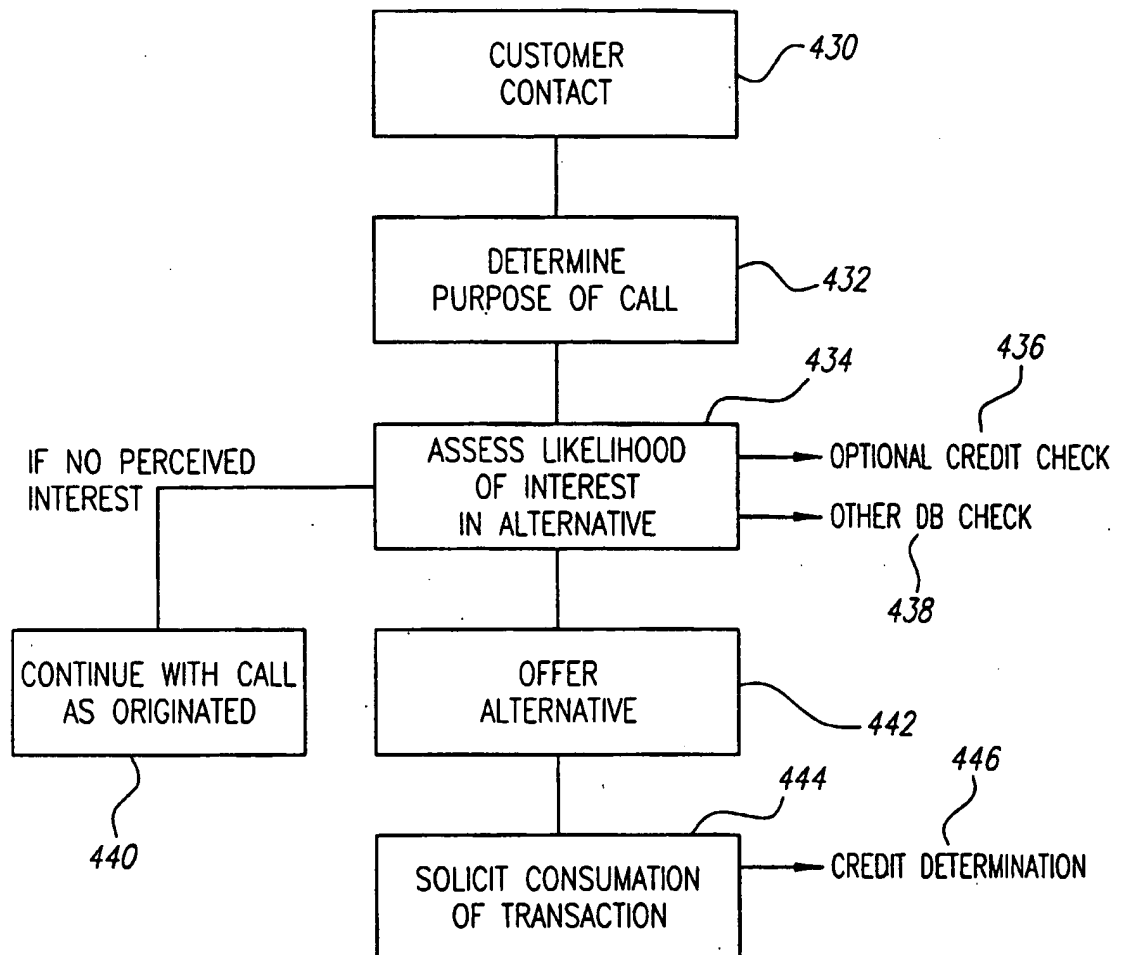 CUSTOMER
CONTACT
430
DETERMINE
PURPOSE OF CALL
432
434
436
IF NO PERCEIVED
INTEREST
ASSESS LIKELIHOOD
OF INTEREST
IN ALTERNATIVE
OPTIONAL CREDIT CHECK
OTHER DB CHECK
438
CONTINUE WITH CALL
AS ORIGINATED
440
OFFER
ALTERNATIVE
442
444
446
SOLICIT CONSUMATION
OF TRANSACTION
CREDIT DETERMINATION